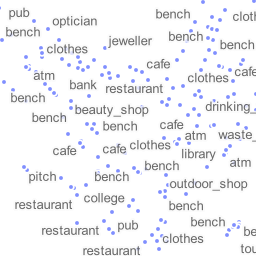 pub
bench
optician
cloth
bench
jeweller
bench
bench
clothes
cafe
cafe
atm
bank
restaurant
clothes
bench
beauty_shop
drinking_
bench
bench
cafe
atm
waste_
cafe
cafe
clothes
library
atm
pitch
bench
bench
outdoor_shop
restaurant
college
bench
restaurant
pub
bench
be
restaurant
clothes
tou